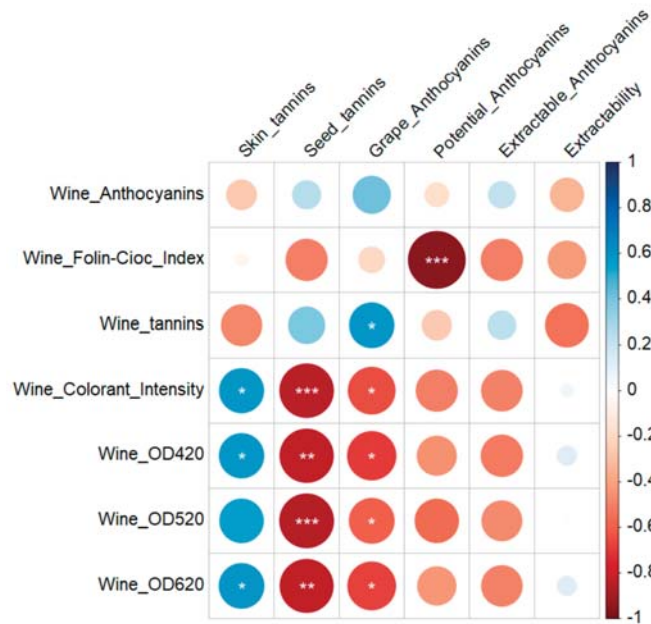 Skin_tannins
Seed_tannins
Grape_Anthocyanins
Potential_Anthocyanins
Extractable_Anthocyanins
Extractability
Wine_Anthocyanins
Wine_Folin-Cioc_Index
***
Wine_tannins
*
Wine_Colorant_Intensity
* *** *
Wine_OD420
* ** *
Wine_OD520
*** *
Wine_OD620
* ** *
1
0.8
0.6
0.4
0.2
0
-0.2
-0.4
-0.6
-0.8
-1